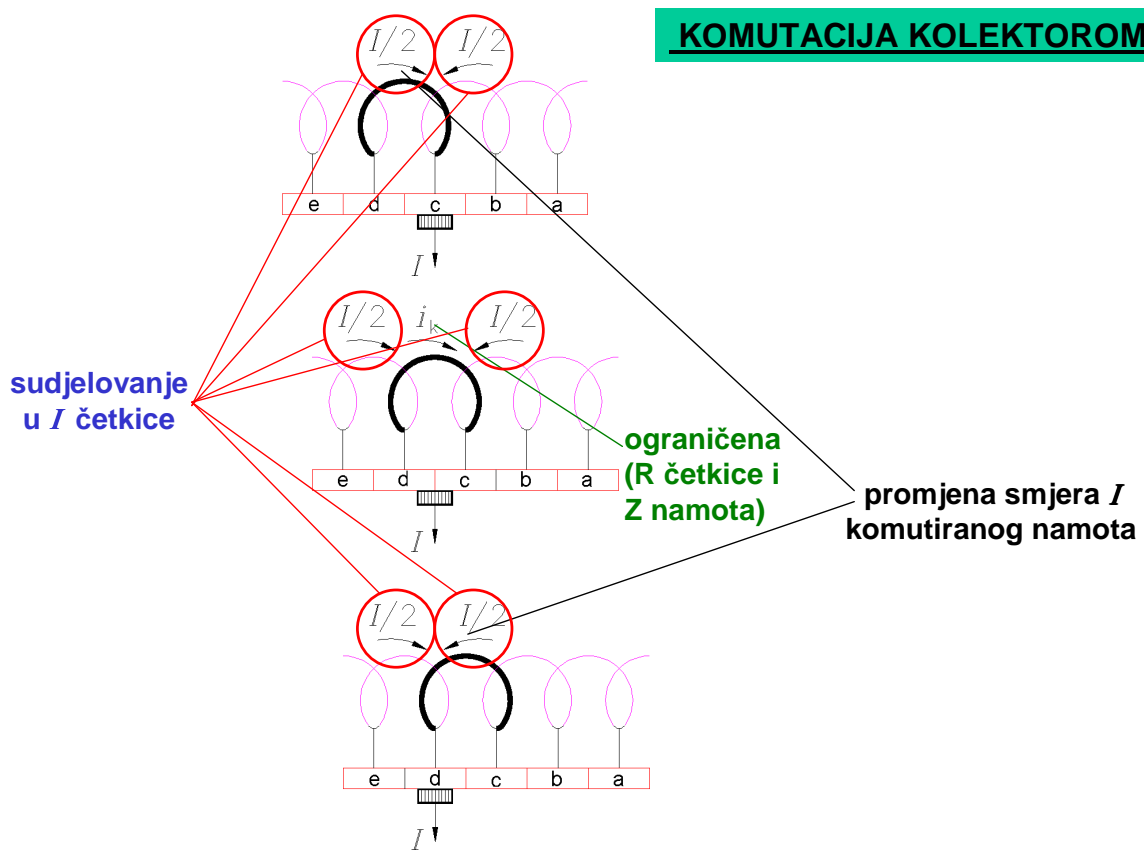 KOMUTACIJA KOLEKTOROM
I/2 I/2
e d c b a
I
I/2 i k I/2
sudjelovanje
u I četkice
e d c b a
ograničena
(R četkice i
Z namota)
I
promjena smjera I
komutiranog namota
I/2 I/2
e d c b a
I